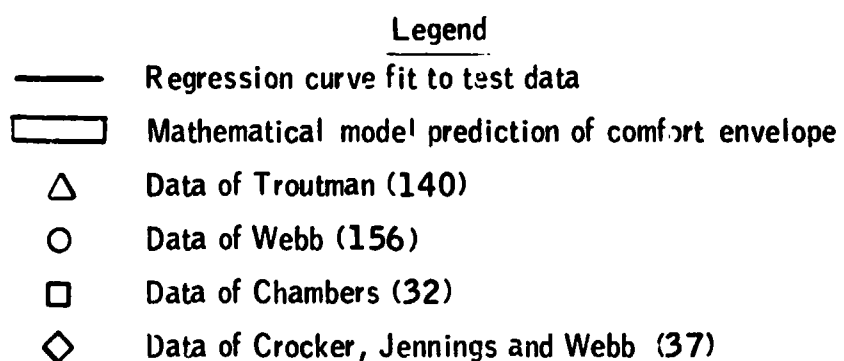 Legend
Regression curve fit to test data
Mathematical model prediction of comfort envelope
Data of Troutman (140)
Data of Webb (156)
Data of Chambers (32)
Data of Crocker, Jennings and Webb (37)